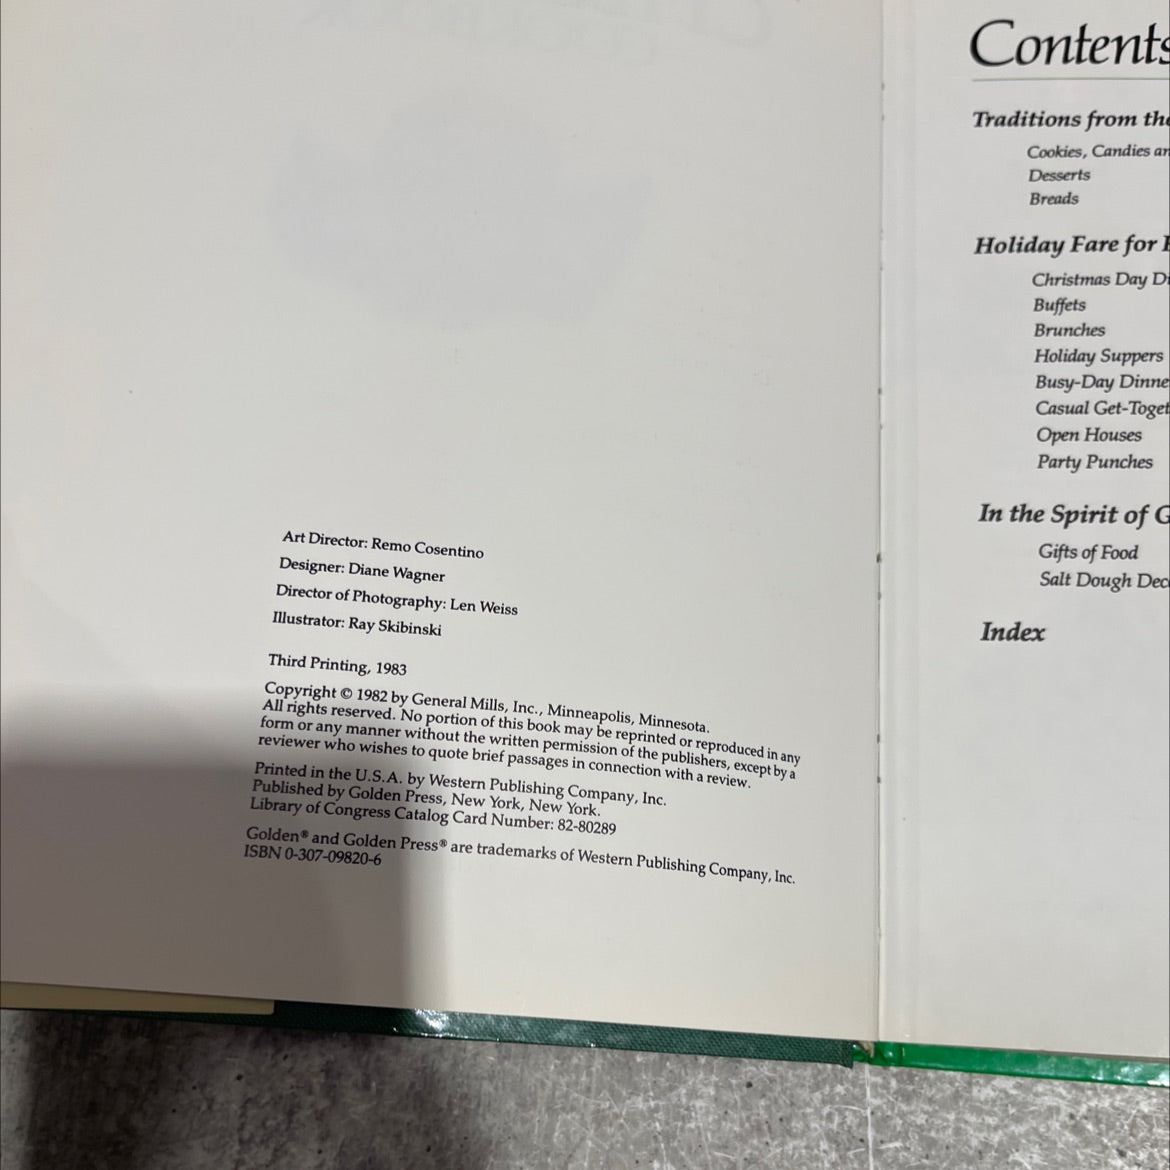 Art Director: Remo Cosentino
Designer: Diane Wagner
Director of Photography: Len Weiss
Illustrator: Ray Skibinski
Third Printing, 1983
Copyright © 1982 by General Mills, Inc., Minneapolis, Minnesota.
All rights reserved. No portion of this book may be reprinted or reproduced in any
form or any manner without the written permission of the publishers, except by a
reviewer who wishes to quote brief passages in connection with a review.
Printed in the U.S.A. by Western Publishing Company, Inc.
Published by Golden Press, New York, New York.
Library of Congress Catalog Card Number: 82-80289
Golden® and Golden Press® are trademarks of Western Publishing Company, Inc.
ISBN 0-307-09820-6
Contents
Traditions from the
Cookies, Candies an
Desserts
Breads
Holiday Fare for
Christmas Day Di
Buffets
Brunches
Holiday Suppers
Busy-Day Dinne
Casual Get-Toget
Open Houses
Party Punches
In the Spirit of G
Gifts of Food
Salt Dough Dec
Index